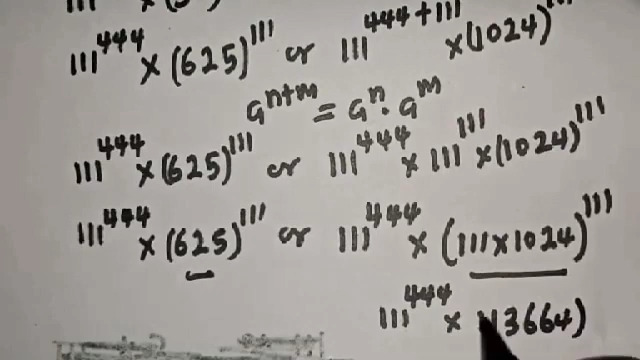 111^444 × (625)^111 or 111^444+111 × (1024)^111
a^n+m = a^n · a^m
111^444 × (625)^111 or 111^444 × 111^111 × (1024)^111
111^444 × (625)^111 or 111^444 × (111×1024)^111
111^444 × 113664)